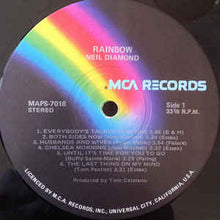 RAINBOW
NEIL DIAMOND
MCA RECORDS
MAPS-7018
STEREO
Side 1
33⅓ R.P.M.
1. EVERYBODY'S TALKIN'
2. BOTH SIDES NOW
3. HUSBANDS AND WIVES
4. CHELSEA MORNING
5. UNTIL IT'S TIME FOR YOU TO GO
(Buffy Sainte-Marie)
6. THE LAST THING ON MY MIND
(Tom Paxton)
Produced by Tom Catalano
MCA RECORDS, INC., UNIVERSAL CITY, CALIFORNIA, U.S.A.